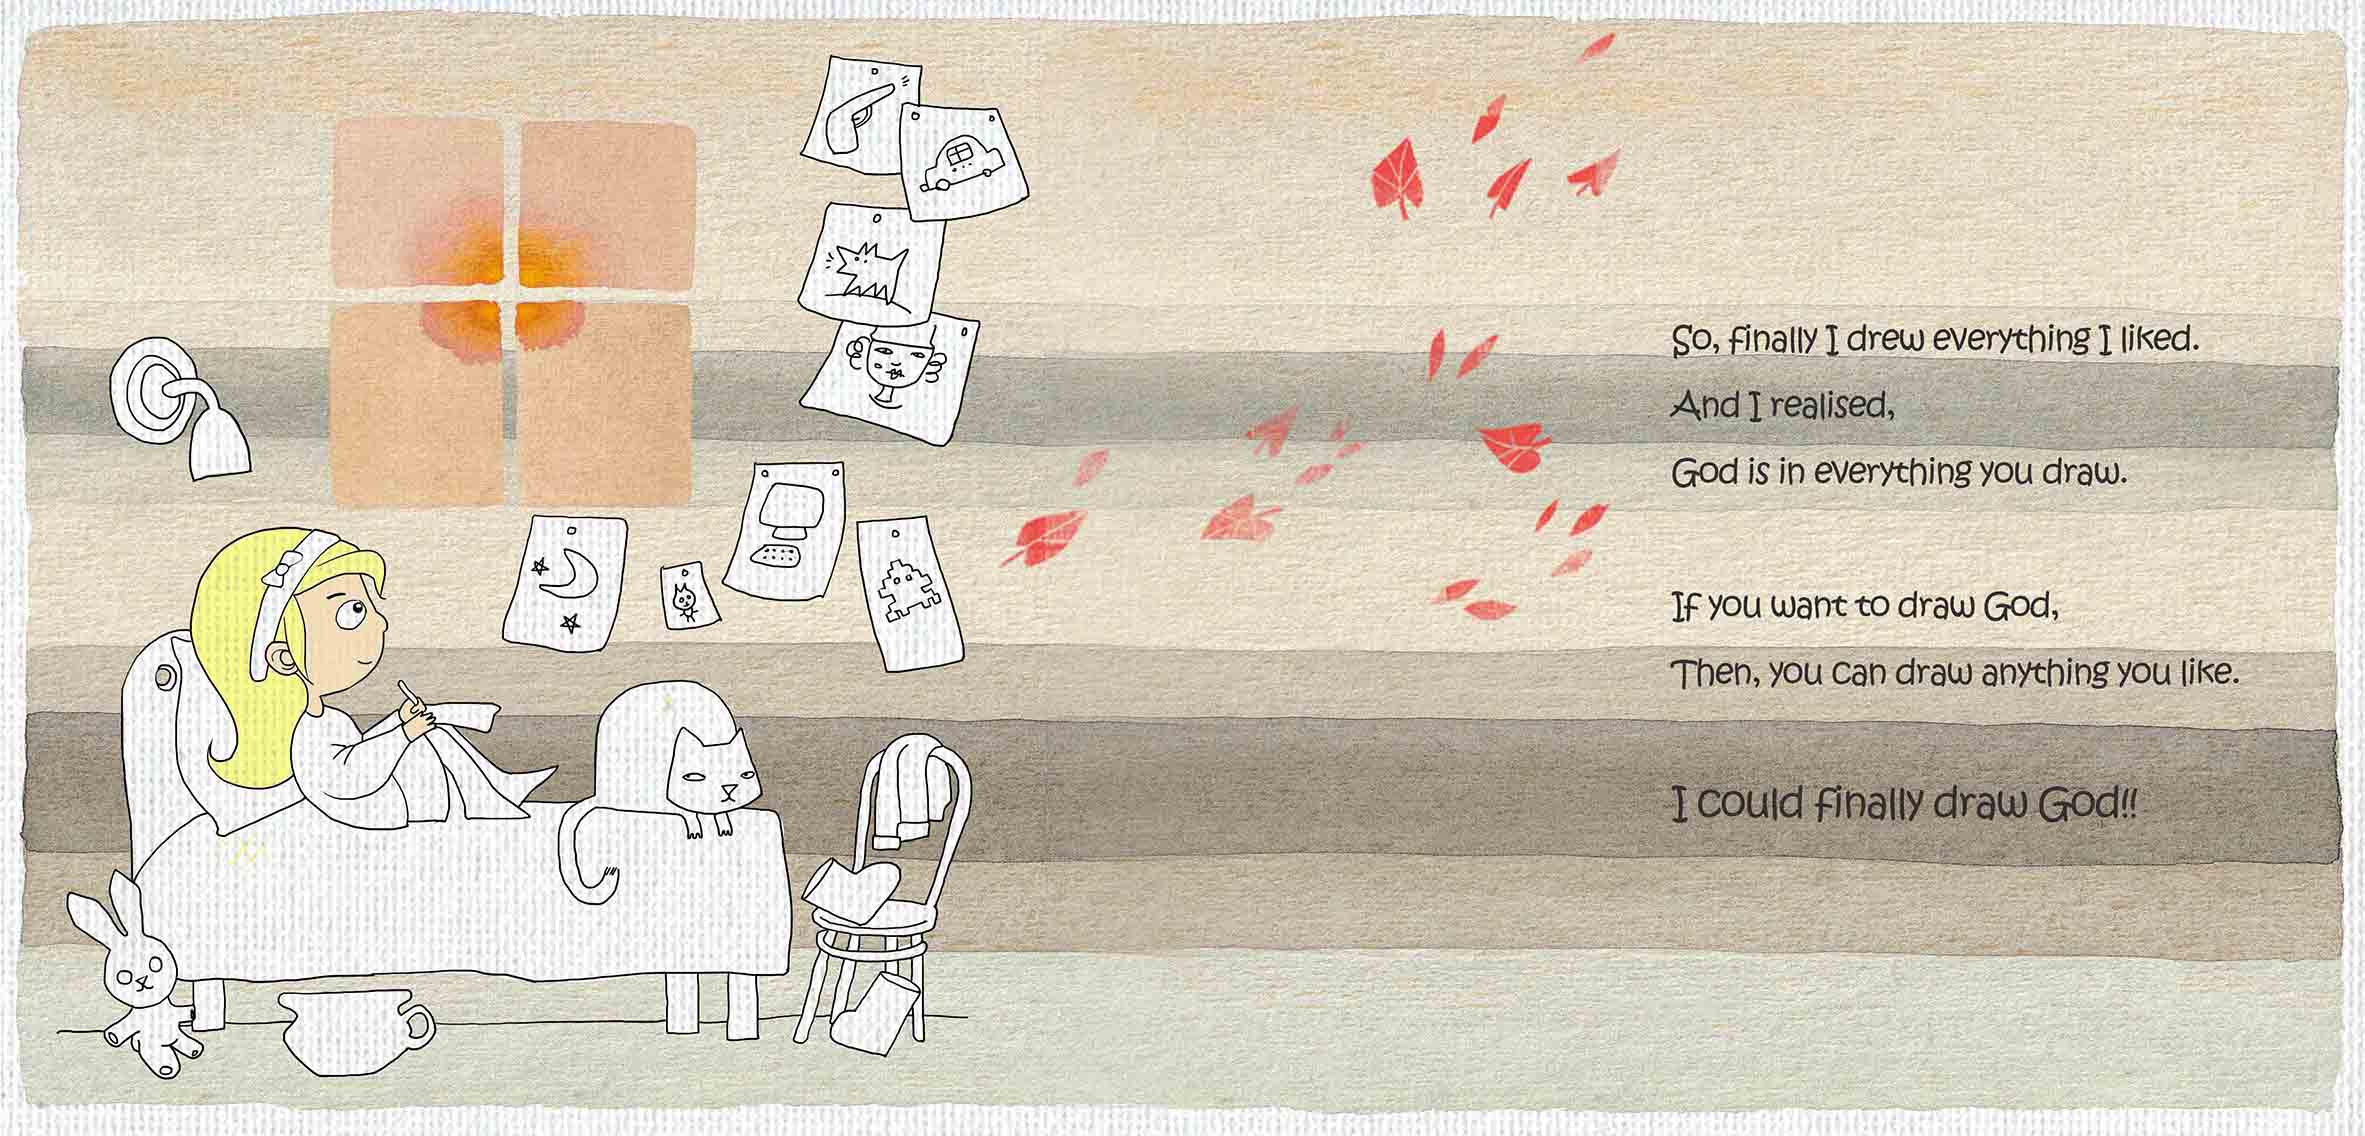 So, finally I drew everything I liked.
And I realised,
God is in everything you draw.
If you want to draw God,
Then, you can draw anything you like.
I could finally draw God!!